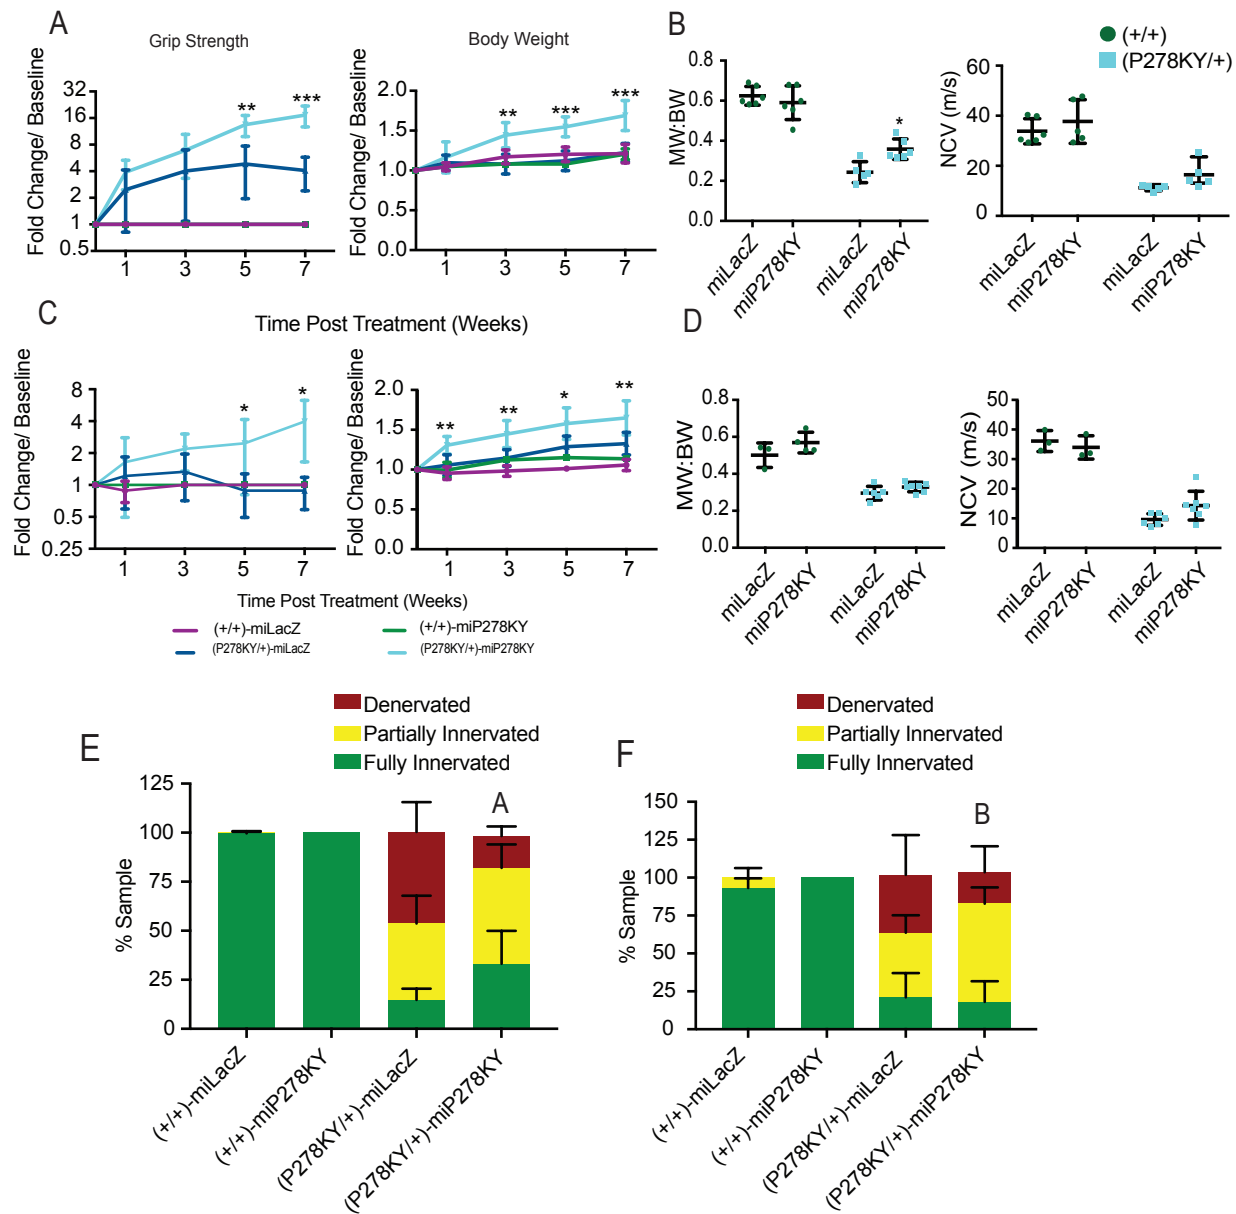 A
Grip Strength
Body Weight
Fold Change/ Baseline
32
16
8
4
2
1
0.5
**
***
1
3
5
7
Fold Change/ Baseline
2.0
1.5
1.0
0.5
0.0
**
***
***
1
3
5
7
B
(+/+)
(P278KY/+)
MW:BW
0.8
0.6
0.4
0.2
0.0
*
miLacZ
miP278KY
miLacZ
miP278KY
NCV (m/s)
60
40
20
0
miLacZ
miP278KY
miLacZ
miP278KY
C
Time Post Treatment (Weeks)
Fold Change/ Baseline
8
4
2
1
0.5
0.25
*
*
1
3
5
7
Fold Change/ Baseline
2.0
1.5
1.0
0.5
0.0
**
**
*
**
1
3
5
7
Time Post Treatment (Weeks)
(+/+)-miLacZ
(+/+)-miP278KY
(P278KY/+)-miLacZ
(P278KY/+)-miP278KY
D
MW:BW
0.8
0.6
0.4
0.2
0.0
miLacZ
miP278KY
miLacZ
miP278KY
NCV (m/s)
50
40
30
20
10
0
miLacZ
miP278KY
miLacZ
miP278KY
E
Denervated
Partially Innervated
Fully Innervated
% Sample
125
100
75
50
25
0
A
(+/+)-miLacZ
(+/+)-miP278KY
(P278KY/+)-miLacZ
(P278KY/+)-miP278KY
F
Denervated
Partially Innervated
Fully Innervated
% Sample
150
125
100
75
50
25
0
B
(+/+)-miLacZ
(+/+)-miP278KY
(P278KY/+)-miLacZ
(P278KY/+)-miP278KY